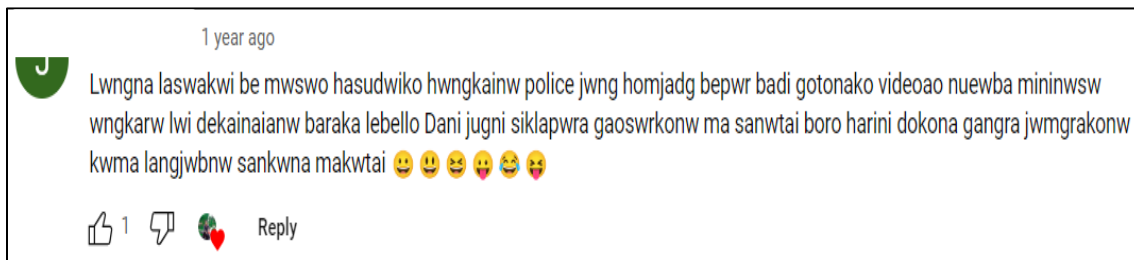 1 year ago
J
Lwngna laswakwi be mwswo hasudwiko hwngkainw police jwng homjadg bepwr badi gotonako videoao nuewba mininwsw
wngkarw lwi dekainaianw baraka lebello Dani jugni siklapwra gaoswrkonw ma sanwtai boro harini dokona gangra jwmgrakonw
kwma langjwbnw sankwna makwtai 😀 😃 😆 😛 😂 😝
1 Reply